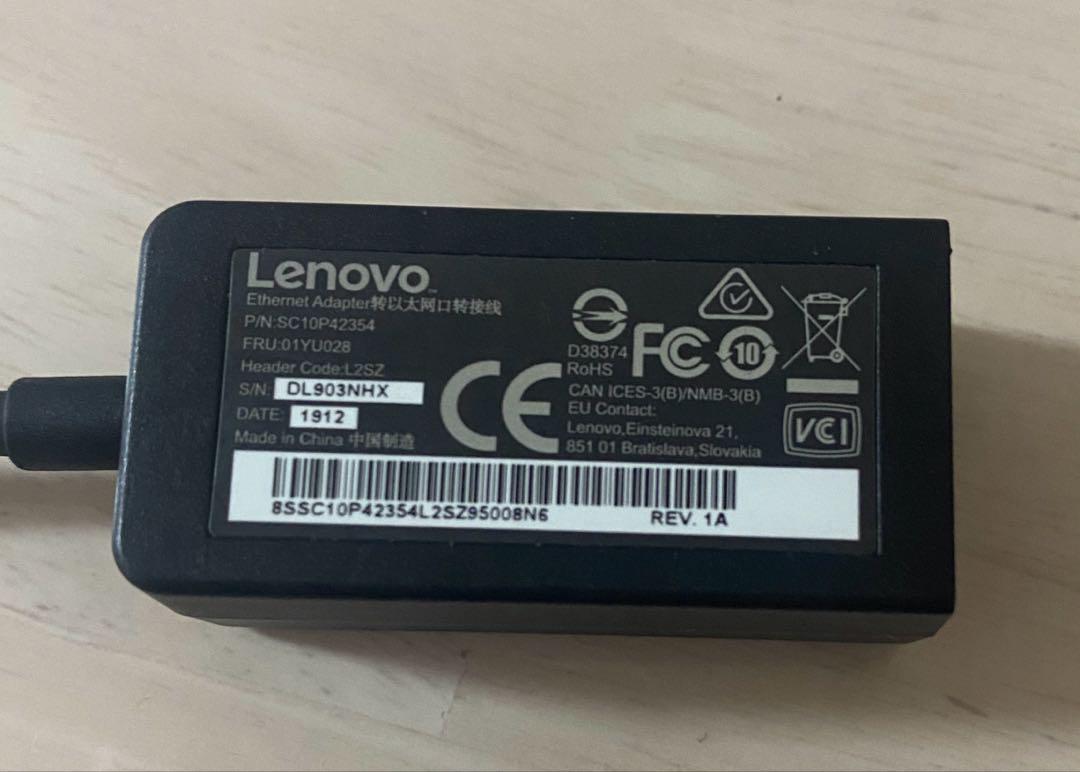 Lenovo
Ethernet Adapter转以太网口转接线
P/N:SC10P42354
FRU:01YU028
Header Code:L2SZ
S/N: DL903NHX
DATE: 1912
Made in China 中国制造
D38374
RoHS
FC
10
CE
CAN ICES-3(B)/NMB-3(B)
EU Contact:
Lenovo,Einsteinova 21,
851 01 Bratislava,Slovakia
VCI
8SSC10P42354L2SZ95008N6 REV. 1A